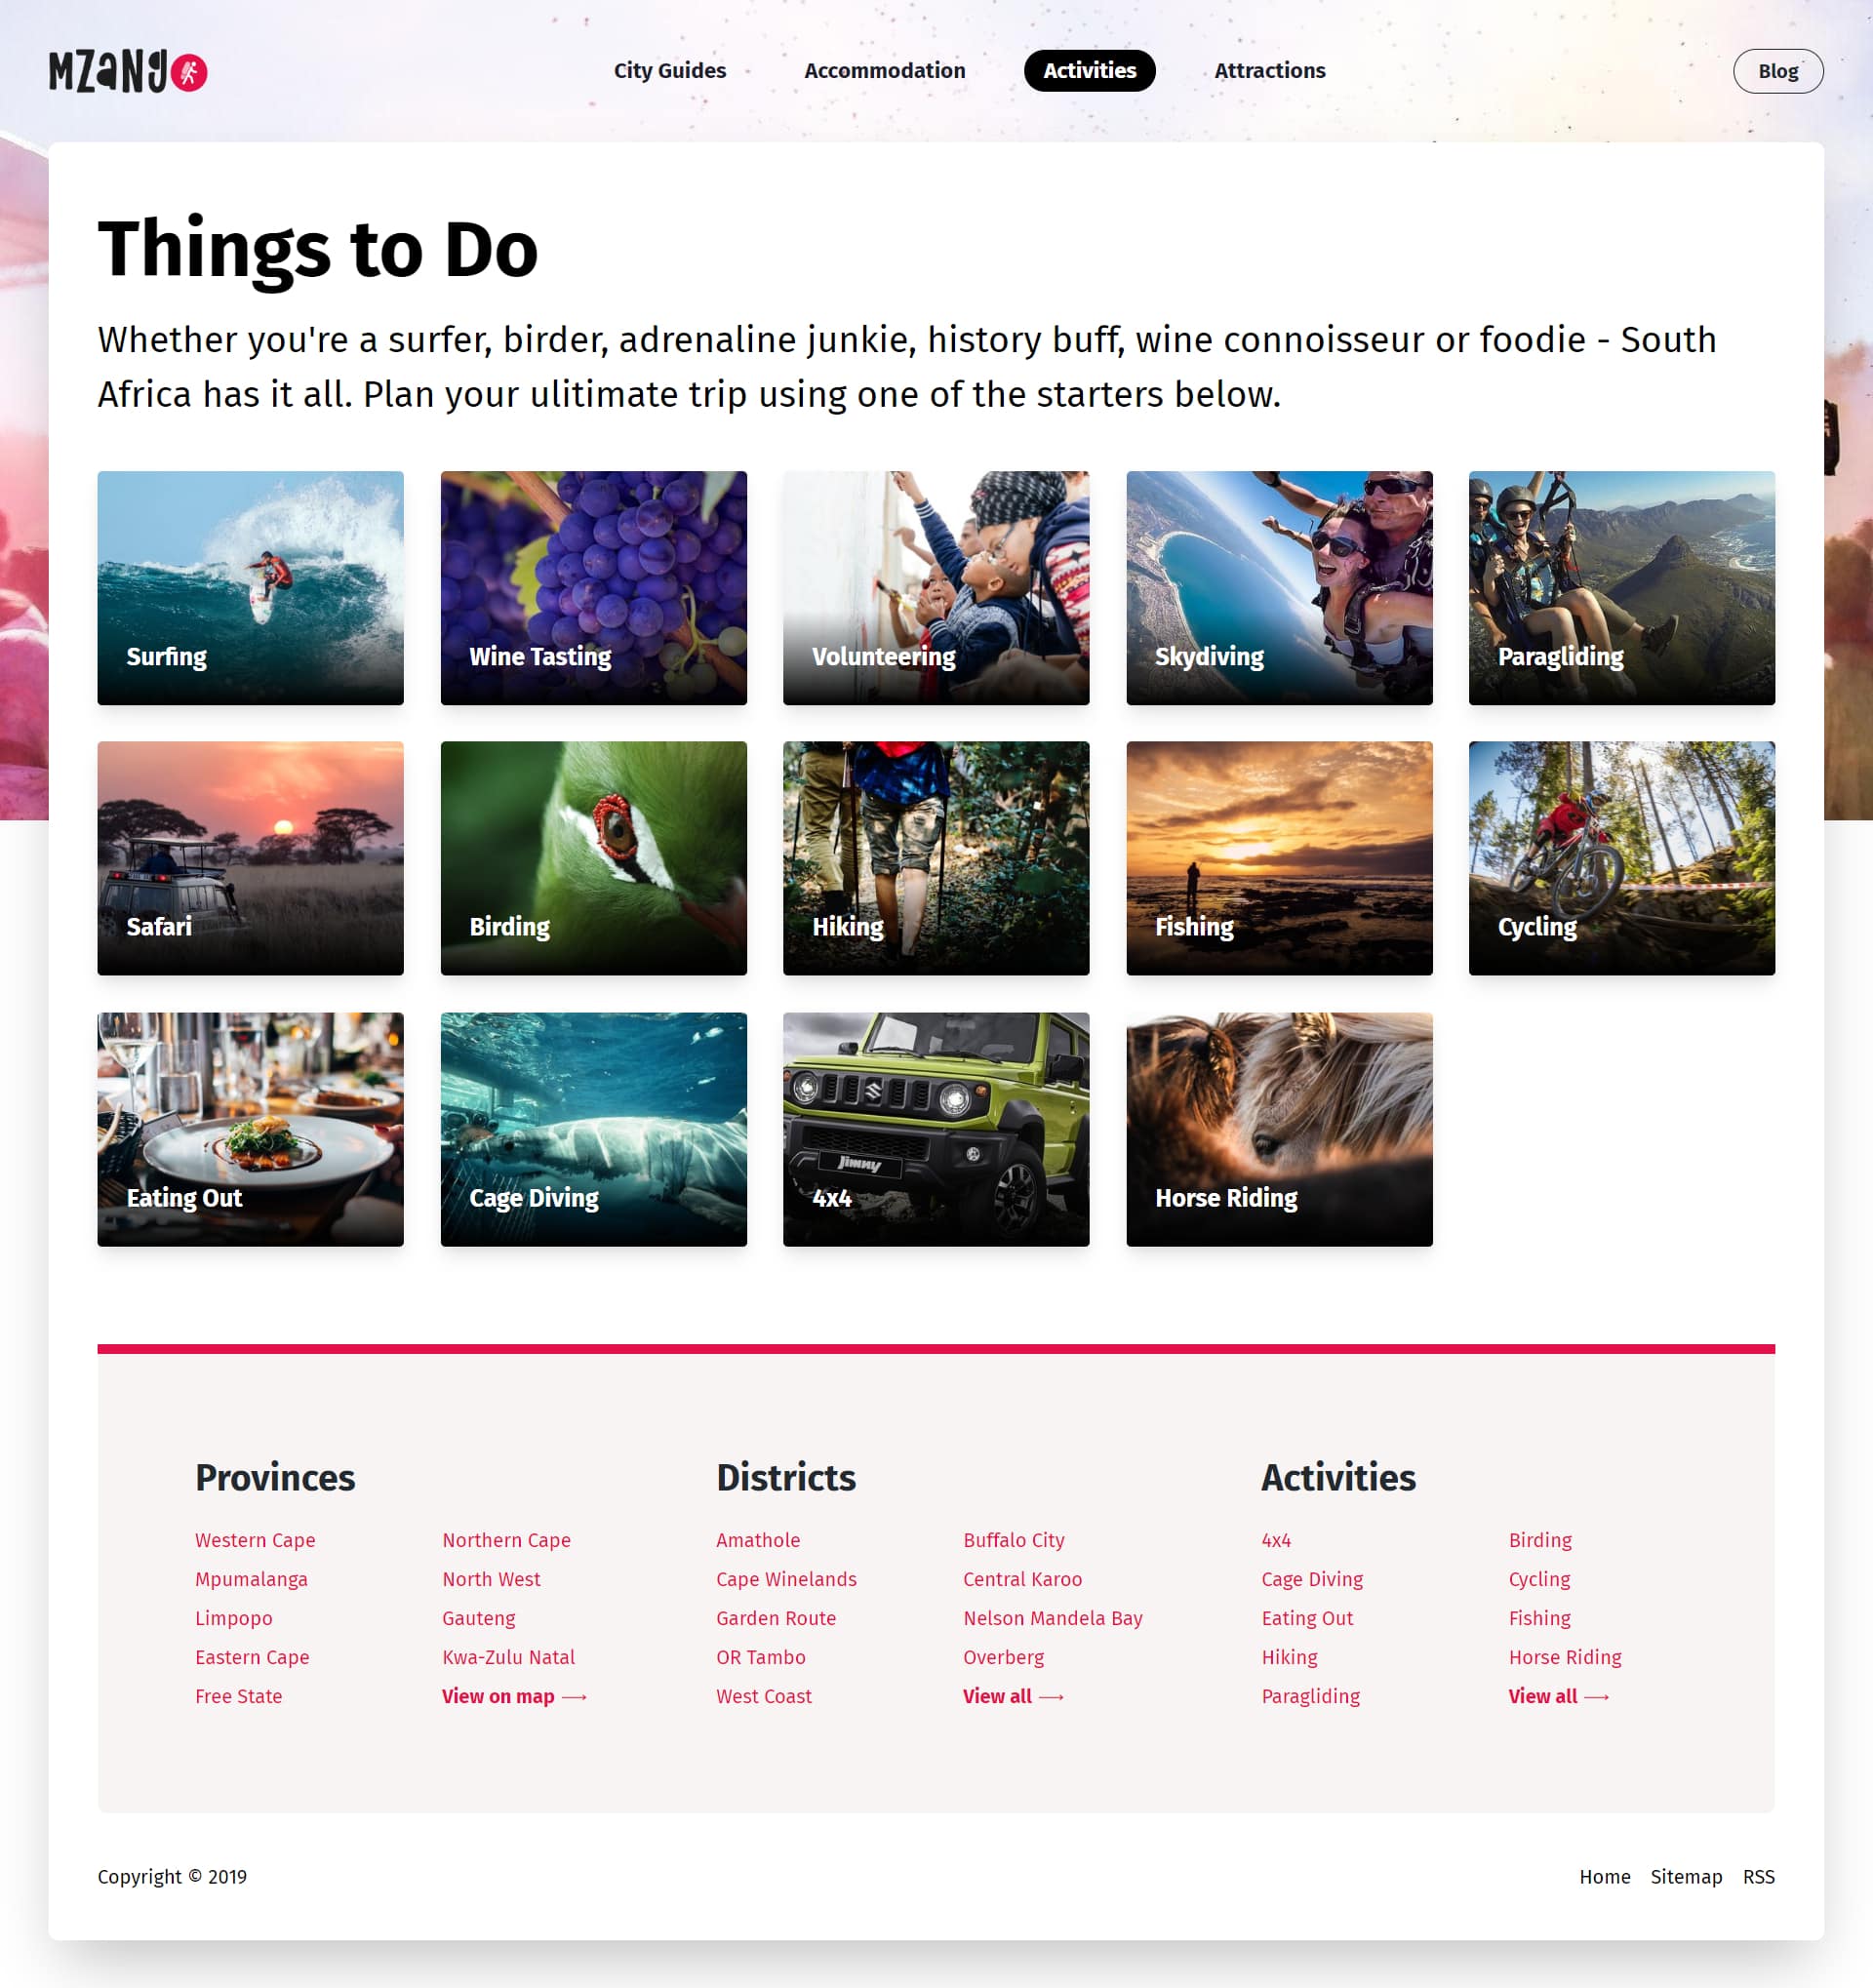 MZANGO
City Guides
Accommodation
Activities
Attractions
Blog
Things to Do
Whether you're a surfer, birder, adrenaline junkie, history buff, wine connoisseur or foodie - South
Africa has it all. Plan your ulitimate trip using one of the starters below.
Surfing
Wine Tasting
Volunteering
Skydiving
Paragliding
Safari
Birding
Hiking
Fishing
Cycling
Eating Out
Cage Diving
Jimny
4x4
Horse Riding
Provinces
Western Cape
Mpumalanga
Limpopo
Eastern Cape
Free State
Northern Cape
North West
Gauteng
Kwa-Zulu Natal
View on map ⟶
Districts
Amathole
Cape Winelands
Garden Route
OR Tambo
West Coast
Buffalo City
Central Karoo
Nelson Mandela Bay
Overberg
View all ⟶
Activities
4x4
Cage Diving
Eating Out
Hiking
Paragliding
Birding
Cycling
Fishing
Horse Riding
View all ⟶
Copyright © 2019
Home
Sitemap
RSS